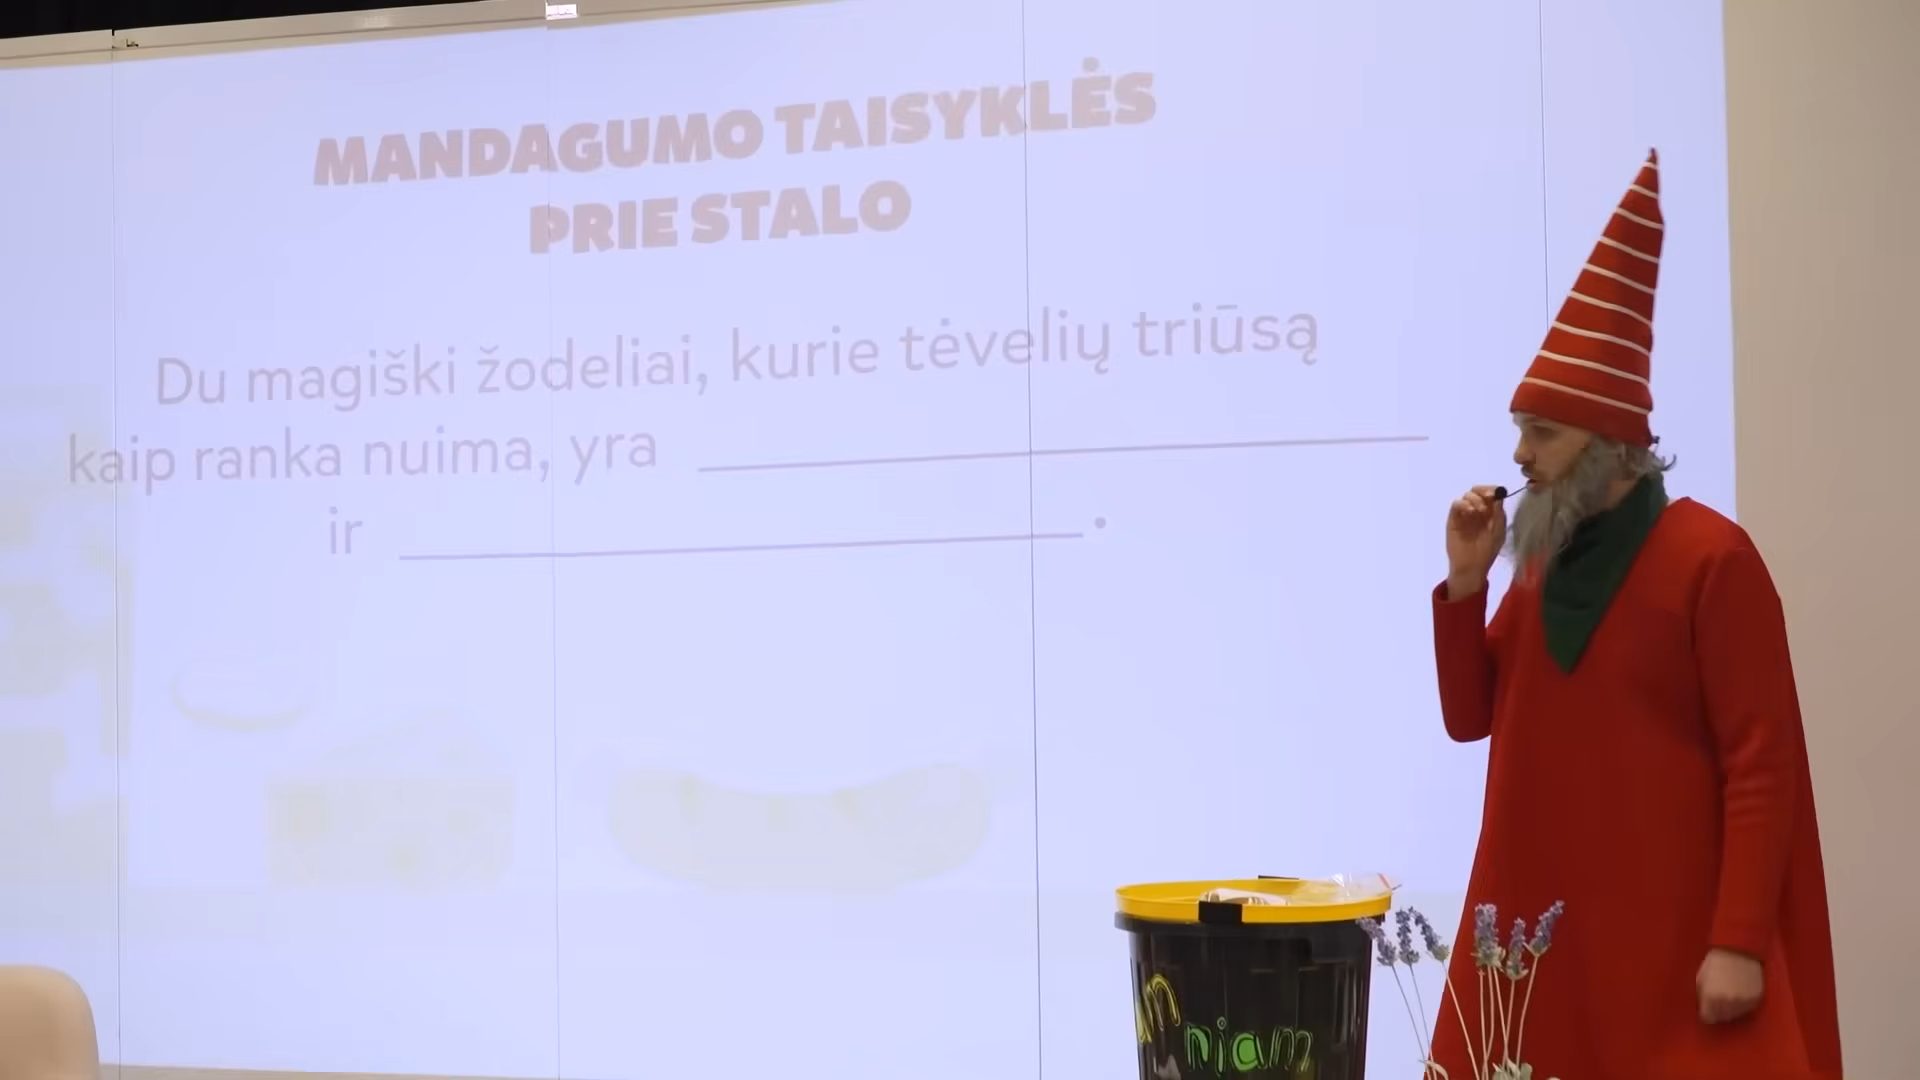 MANDAGUMO TAISYKLĖS
PRIE STALO
Du magiški žodeliai, kurie tėvelių triūsą
kaip ranka nuima, yra
ir .
niam